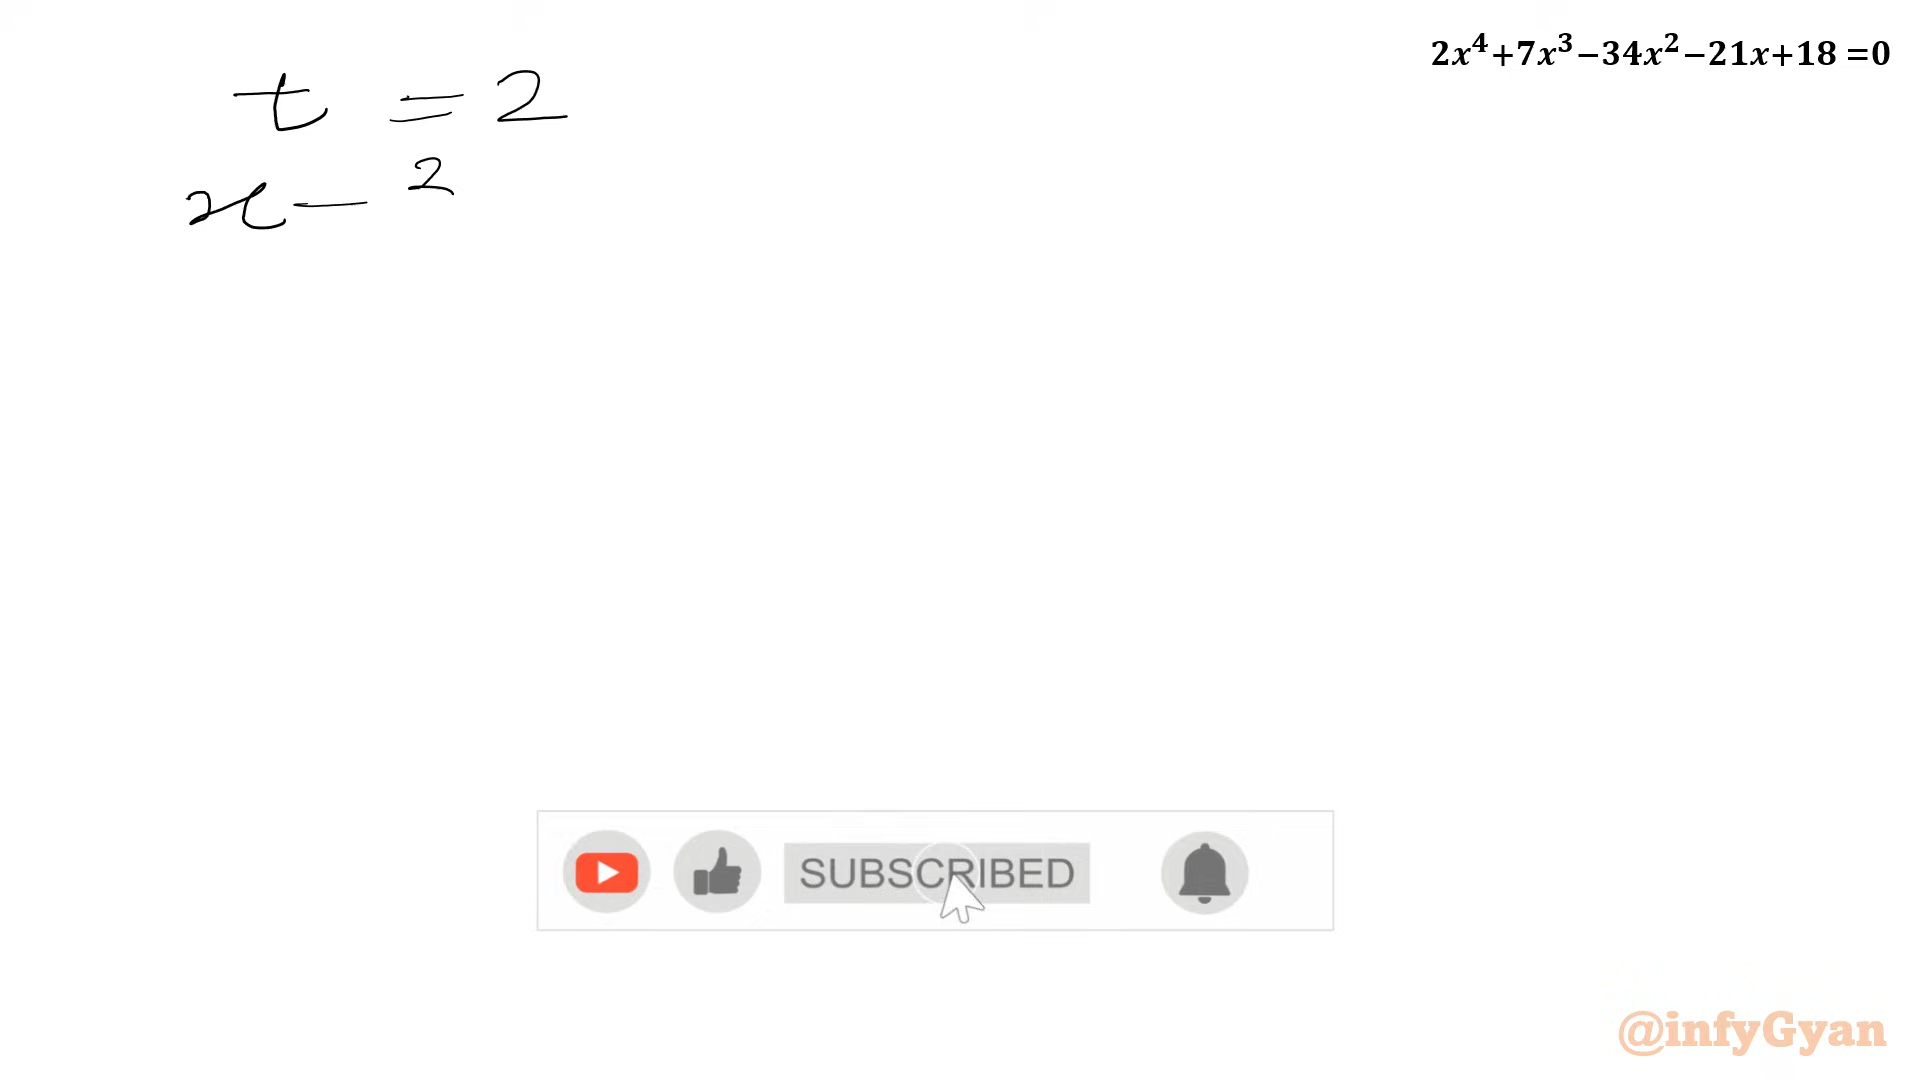 2x⁴+7x³−34x²−21x+18 =0
t = 2
x − 2
SUBSCRIBED
@infyGyan